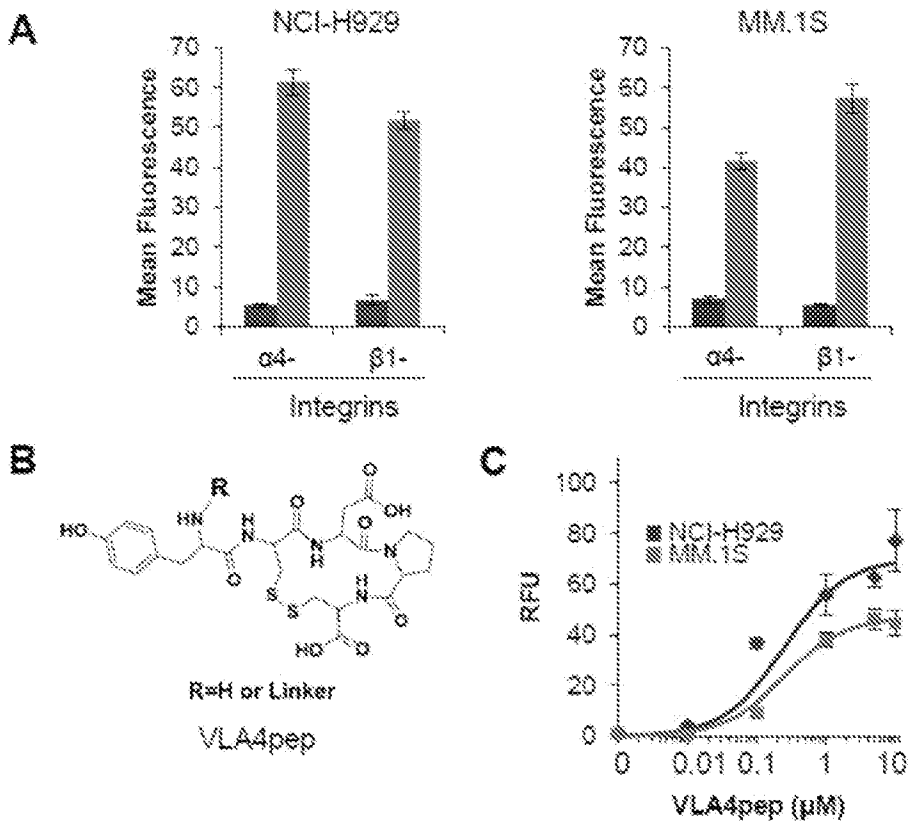 A
NCI-H929
MM.1S
Mean Fluorescence
70
60
50
40
30
20
10
0
α4-
β1-
Integrins
Mean Fluorescence
70
60
50
40
30
20
10
0
α4-
β1-
Integrins
B
HO
HN
R
O
H
N
O
N
H
O
OH
O
N
S
S
H
N
O
HO
O
R=H or Linker
VLA4pep
C
RFU
100
80
60
40
20
0
NCI-H929
MM.1S
0
0.01
0.1
1
10
VLA4pep (μM)